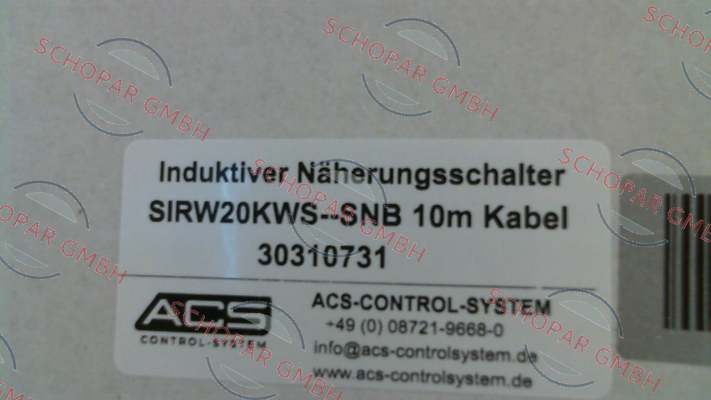 Induktiver Näherungsschalter
SIRW20KWS--SNB 10m Kabel
30310731
ACS
CONTROL-SYSTEM
ACS-CONTROL-SYSTEM
+49 (0) 08721-9668-0
info@acs-controlsystem.de
www.acs-controlsystem.de
SCHOPAR GMBH
SCHOPAR GMBH
SCHOPAR GMBH
SCHOPAR GMBH
SCHOPAR GMBH
SCHOPAR GMBH
SCHOPAR GMBH
SCHOPAR GMBH